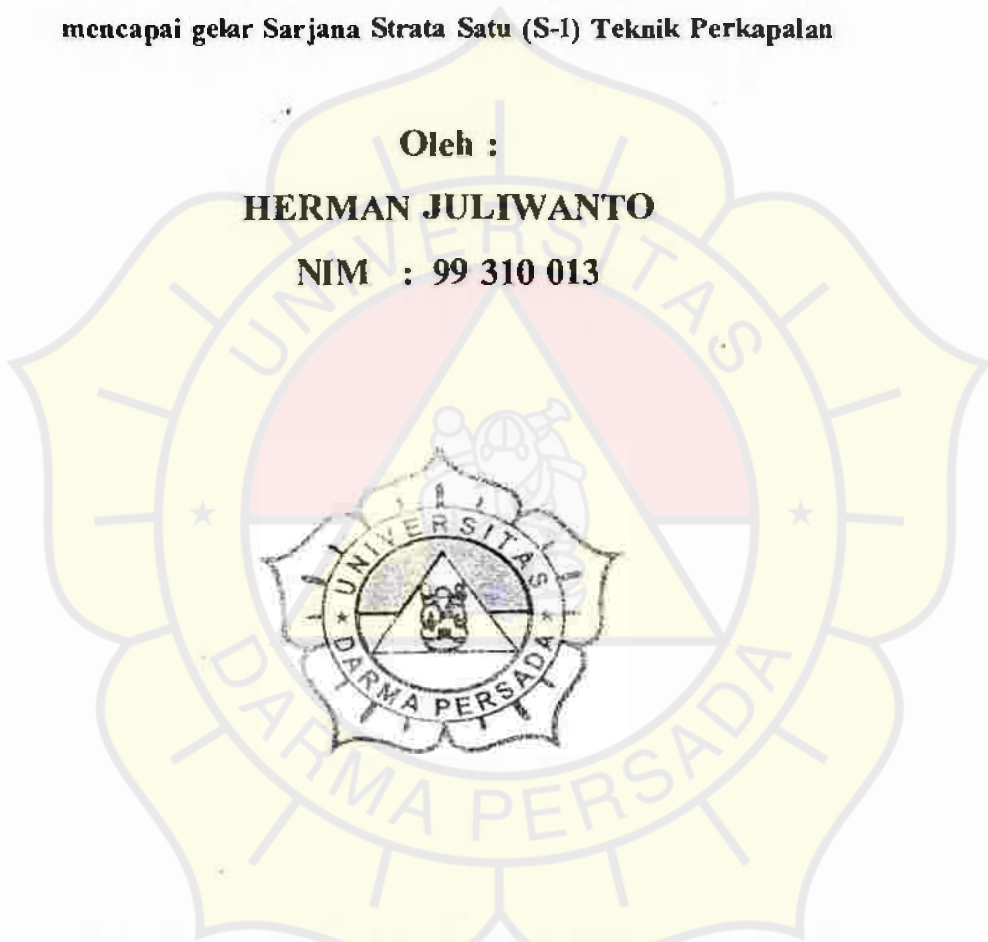 mencapai gelar Sarjana Strata Satu (S-1) Teknik Perkapalan
Oleh :
HERMAN JULIWANTO
NIM : 99 310 013
UNIVERSITAS
DARMA PERSADA
UNIVERSITAS
DARMA PERSADA